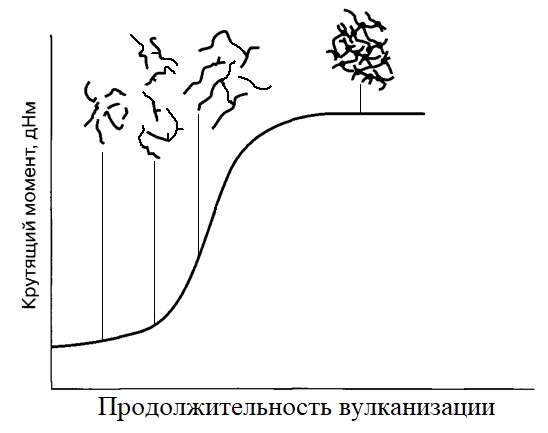 Крутящий момент, дНм
Продолжительность вулканизации